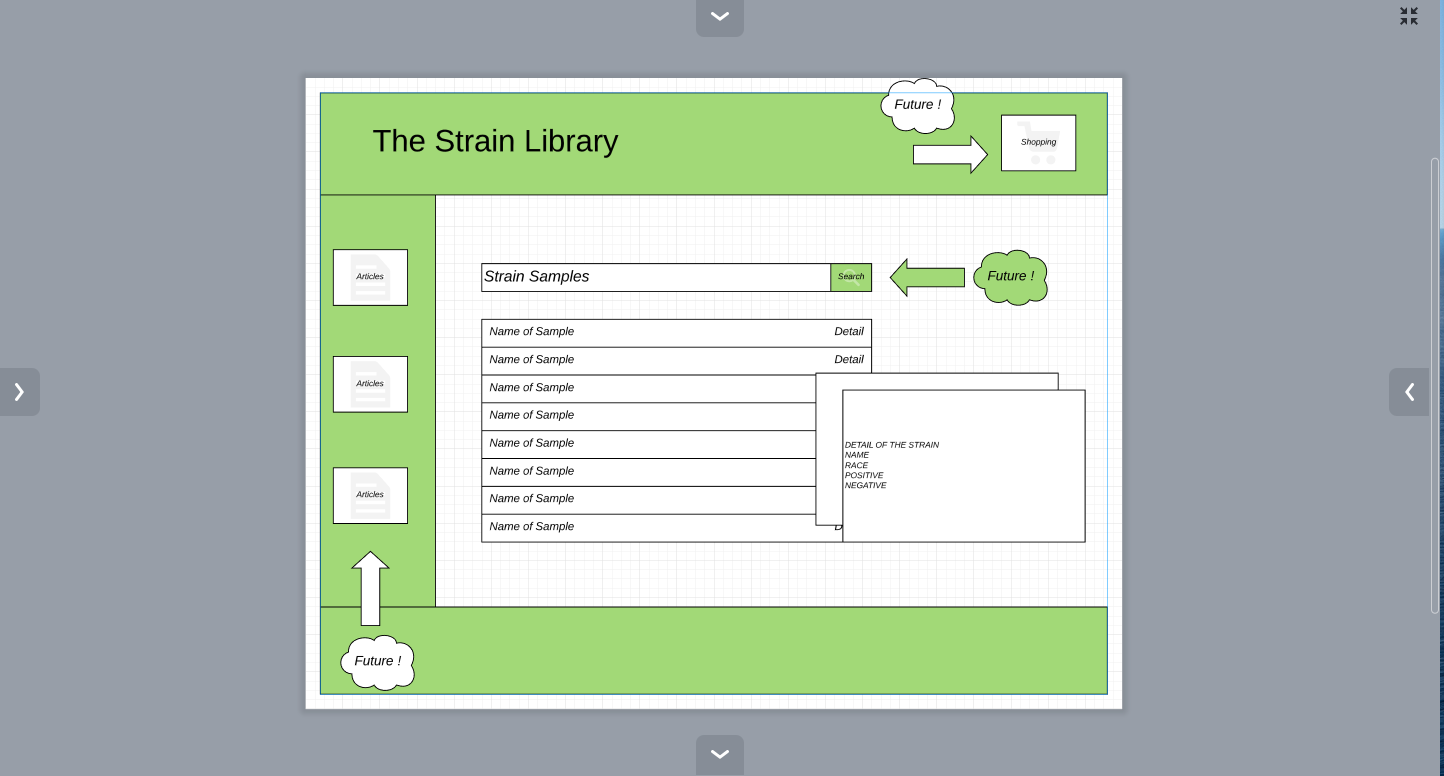 Future !
The Strain Library
Shopping
Articles
Strain Samples
Search
Future !
Name of Sample Detail
Name of Sample Detail
Articles
Name of Sample
Name of Sample
Name of Sample
Name of Sample
Name of Sample
Name of Sample D
DETAIL OF THE STRAIN
NAME
RACE
POSITIVE
NEGATIVE
Articles
Future !